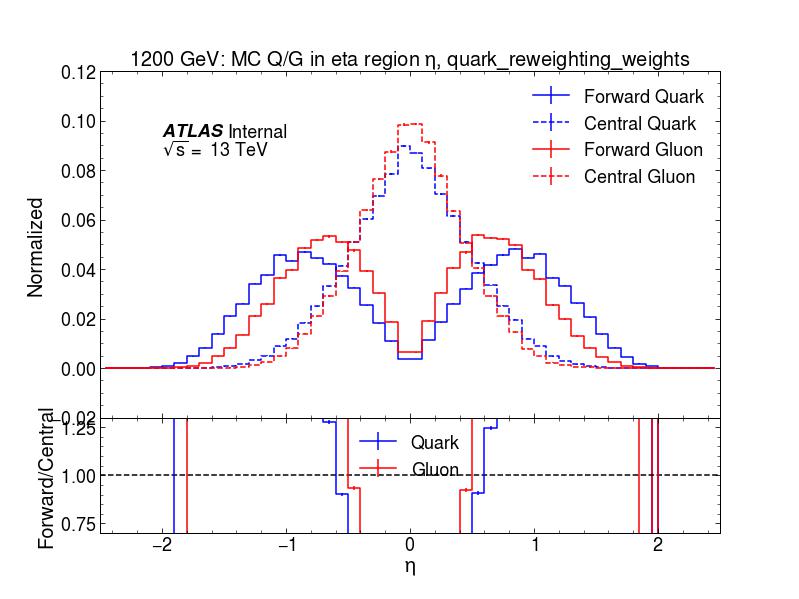 1200 GeV: MC Q/G in eta region η, quark_reweighting_weights
0.12
0.10
0.08
0.06
0.04
0.02
0.00
−0.02
Normalized
ATLAS Internal
√s = 13 TeV
Forward Quark
Central Quark
Forward Gluon
Central Gluon
1.25
1.00
0.75
Forward/Central
Quark
Gluon
−2
−1
0
1
2
η